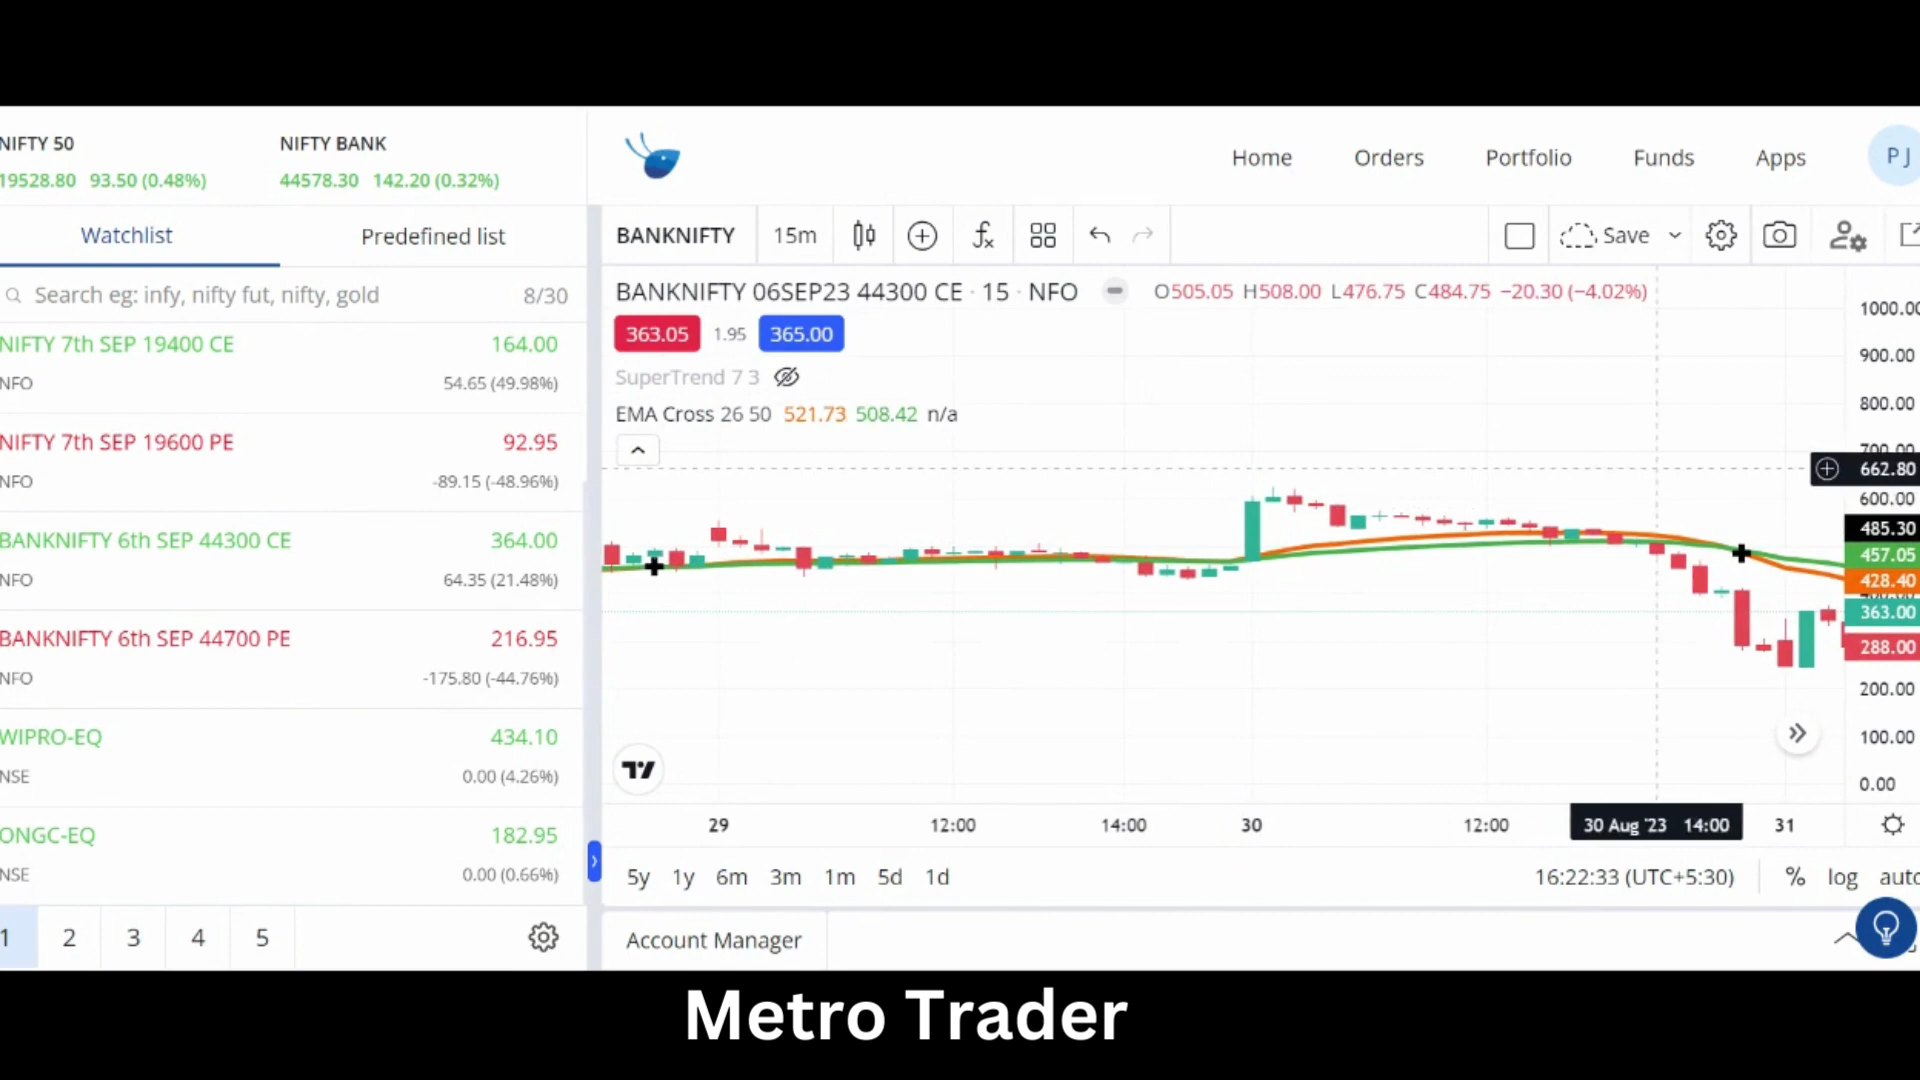 NIFTY 50
19528.80 93.50 (0.48%)
NIFTY BANK
44578.30 142.20 (0.32%)
Watchlist
Predefined list
Search eg: infy, nifty fut, nifty, gold 8/30
NIFTY 7th SEP 19400 CE 164.00
NFO 54.65 (49.98%)
NIFTY 7th SEP 19600 PE 92.95
NFO -89.15 (-48.96%)
BANKNIFTY 6th SEP 44300 CE 364.00
NFO 64.35 (21.48%)
BANKNIFTY 6th SEP 44700 PE 216.95
NFO -175.80 (-44.76%)
WIPRO-EQ 434.10
NSE 0.00 (4.26%)
ONGC-EQ 182.95
NSE 0.00 (0.66%)
1 2 3 4 5
Home Orders Portfolio Funds Apps P J
BANKNIFTY 15m Save
BANKNIFTY 06SEP23 44300 CE · 15 · NFO O505.05 H508.00 L476.75 C484.75 −20.30 (−4.02%)
363.05 1.95 365.00
SuperTrend 7 3
EMA Cross 26 50 521.73 508.42 n/a
1000.00
900.00
800.00
700.00
662.80
600.00
485.30
457.05
428.40
363.00
288.00
200.00
100.00
0.00
29 12:00 14:00 30 12:00 30 Aug '23 14:00 31
5y 1y 6m 3m 1m 5d 1d 16:22:33 (UTC+5:30) % log auto
Account Manager
Metro Trader